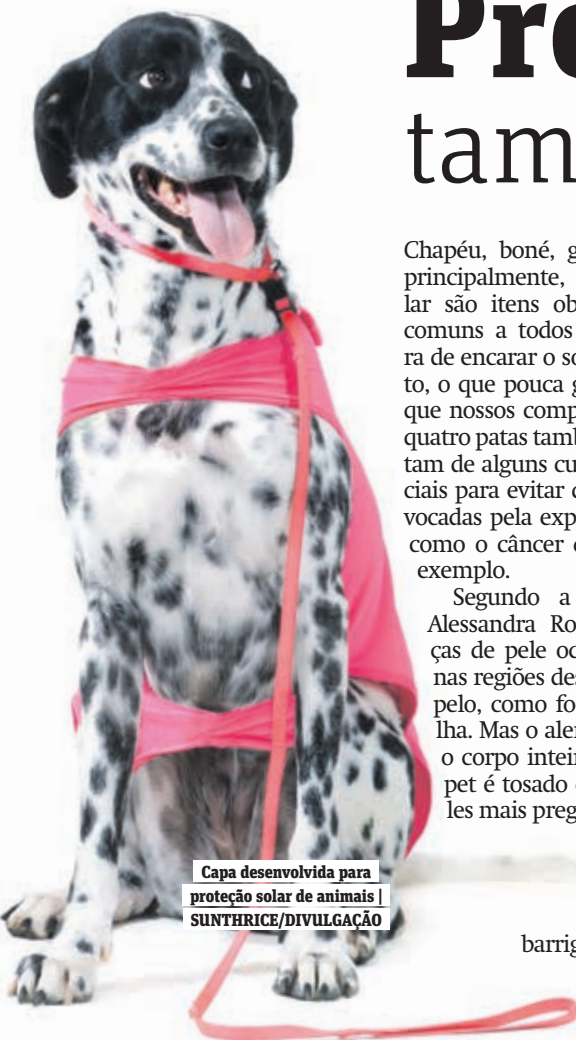 Pro
tam
Chapéu, boné, g
principalmente,
lar são itens ob
comuns a todos
ra de encarar o so
to, o que pouca g
que nossos comp
quatro patas tamb
tam de alguns cu
ciais para evitar d
vocadas pela exp
como o câncer d
exemplo.
Segundo a
Alessandra Ro
ças de pele oc
nas regiões des
pelo, como fo
lha. Mas o aler
o corpo inteir
pet é tosado
les mais preg
barrig
Capa desenvolvida para
proteção solar de animais |
SUNTHRICE/DIVULGAÇÃO